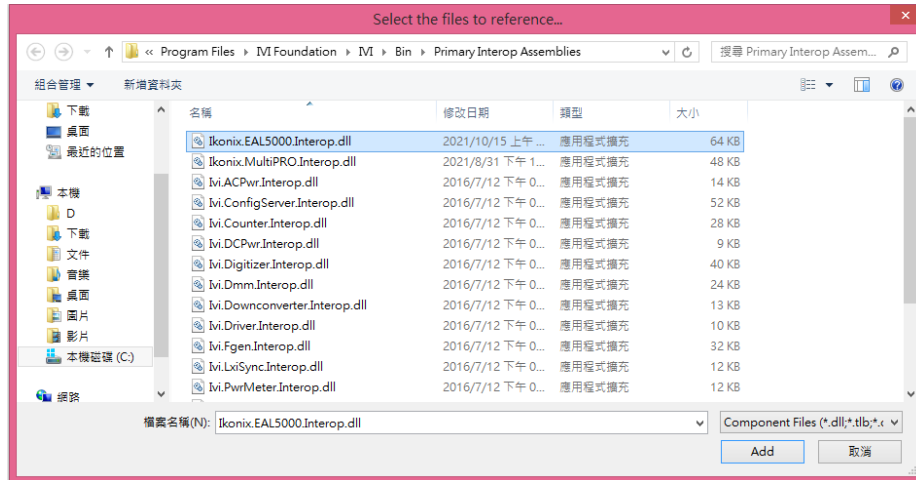 Select the files to reference...
« Program Files ▸ IVI Foundation ▸ IVI ▸ Bin ▸ Primary Interop Assemblies
搜尋 Primary Interop Assem...
組合管理 新增資料夾
下載
桌面
最近的位置
本機
D
下載
文件
音樂
桌面
圖片
影片
本機磁碟 (C:)
網路
名稱 修改日期 類型 大小
Ikonix.EAL5000.Interop.dll 2021/10/15 上午 ... 應用程式擴充 64 KB
Ikonix.MultiPRO.Interop.dll 2021/8/31 下午 1... 應用程式擴充 48 KB
Ivi.ACPwr.Interop.dll 2016/7/12 下午 0... 應用程式擴充 14 KB
Ivi.ConfigServer.Interop.dll 2016/7/12 下午 0... 應用程式擴充 52 KB
Ivi.Counter.Interop.dll 2016/7/12 下午 0... 應用程式擴充 28 KB
Ivi.DCPwr.Interop.dll 2016/7/12 下午 0... 應用程式擴充 9 KB
Ivi.Digitizer.Interop.dll 2016/7/12 下午 0... 應用程式擴充 40 KB
Ivi.Dmm.Interop.dll 2016/7/12 下午 0... 應用程式擴充 24 KB
Ivi.Downconverter.Interop.dll 2016/7/12 下午 0... 應用程式擴充 13 KB
Ivi.Driver.Interop.dll 2016/7/12 下午 0... 應用程式擴充 10 KB
Ivi.Fgen.Interop.dll 2016/7/12 下午 0... 應用程式擴充 32 KB
Ivi.LxiSync.Interop.dll 2016/7/12 下午 0... 應用程式擴充 12 KB
Ivi.PwrMeter.Interop.dll 2016/7/12 下午 0... 應用程式擴充 12 KB
檔案名稱(N): Ikonix.EAL5000.Interop.dll
Component Files (*.dll;*.tlb;*.c
Add 取消